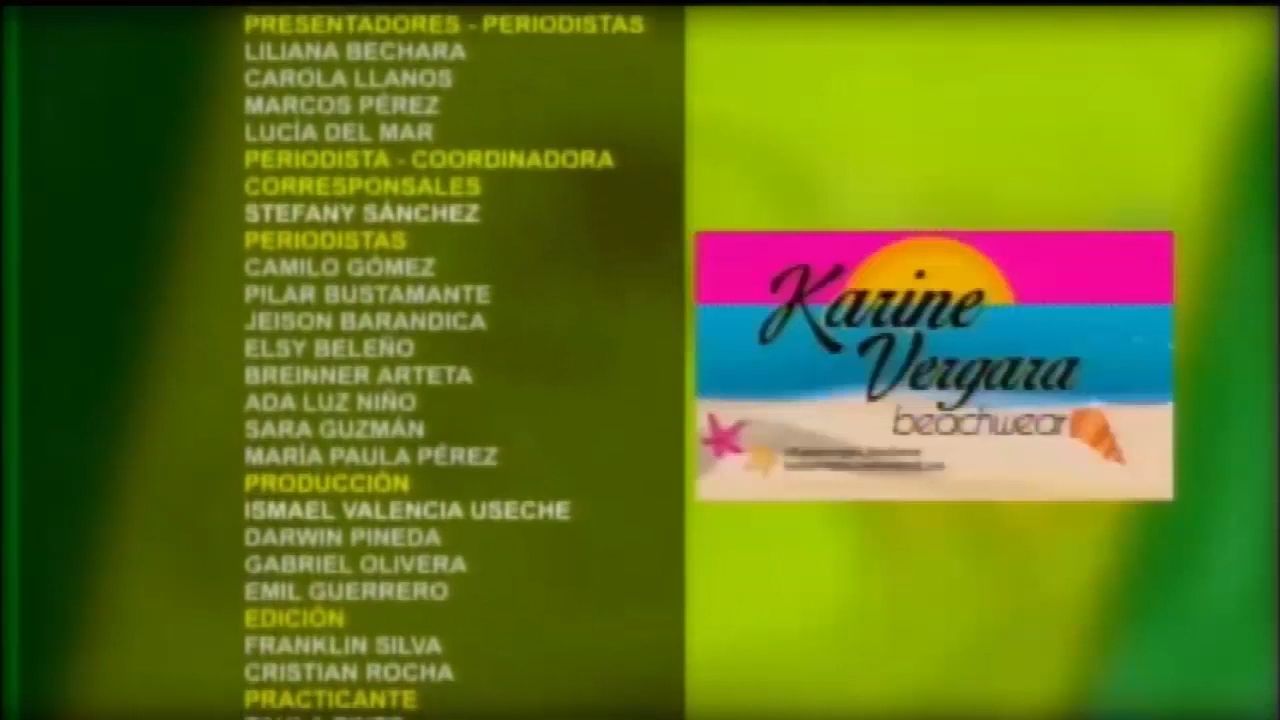 PRESENTADORES - PERIODISTAS
LILIANA BECHARA
CAROLA LLANOS
MARCOS PÉREZ
LUCÍA DEL MAR
PERIODISTA - COORDINADORA
CORRESPONSALES
STEFANY SÁNCHEZ
PERIODISTAS
CAMILO GÓMEZ
PILAR BUSTAMANTE
JEISON BARANDICA
ELSY BELEÑO
BREINNER ARTETA
ADA LUZ NIÑO
SARA GUZMÁN
MARÍA PAULA PÉREZ
PRODUCCIÓN
ISMAEL VALENCIA USECHE
DARWIN PINEDA
GABRIEL OLIVERA
EMIL GUERRERO
EDICIÓN
FRANKLIN SILVA
CRISTIAN ROCHA
PRACTICANTE
Karine
Vergara
beachwear